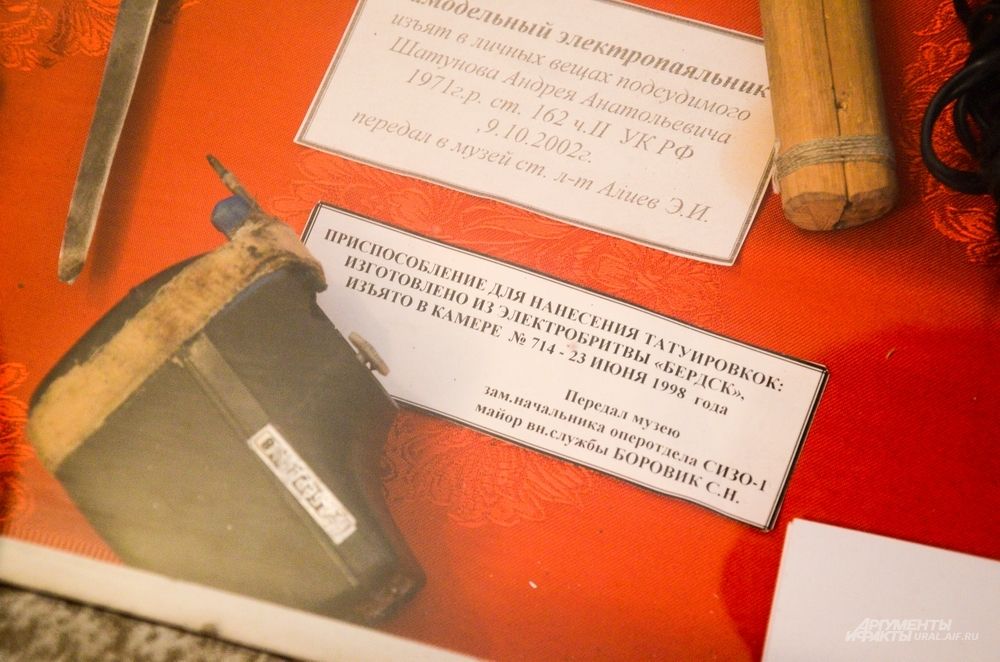 самодельный электропаяльник
изъят в личных вещах подсудимого
Шатунова Андрея Анатольевича
1971г.р. ст. 162 ч.II УК РФ
, 9.10.2002г.
передал в музей ст. л-т Алиев Э.И.
ПРИСПОСОБЛЕНИЕ ДЛЯ НАНЕСЕНИЯ ТАТУИРОВКОК:
ИЗГОТОВЛЕНО ИЗ ЭЛЕКТРОБРИТВЫ «БЕРДСК»,
ИЗЪЯТО В КАМЕРЕ № 714 - 23 ИЮНЯ 1998 года
Передал музею
зам.начальника оперотдела СИЗО-1
майор вн.службы БОРОВИК С.Н.
АРГУМЕНТЫ
И ФАКТЫ URAL.AIF.RU